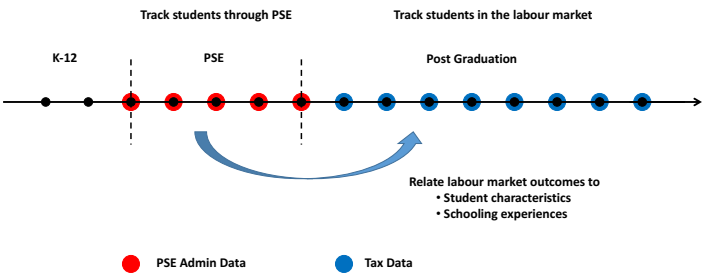 Track students through PSE
Track students in the labour market
K-12
PSE
Post Graduation
Relate labour market outcomes to
• Student characteristics
• Schooling experiences
PSE Admin Data
Tax Data